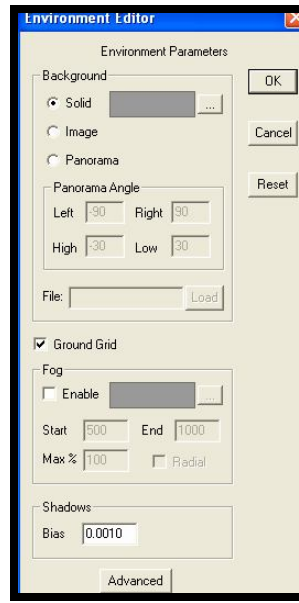 Environment Editor
Environment Parameters
Background
OK
Solid ...
Image
Cancel
Panorama
Panorama Angle
Reset
Left -90 Right 90
High -30 Low 30
File: Load
Ground Grid
Fog
Enable ...
Start 500 End 1000
Max % 100 Radial
Shadows
Bias 0.0010
Advanced